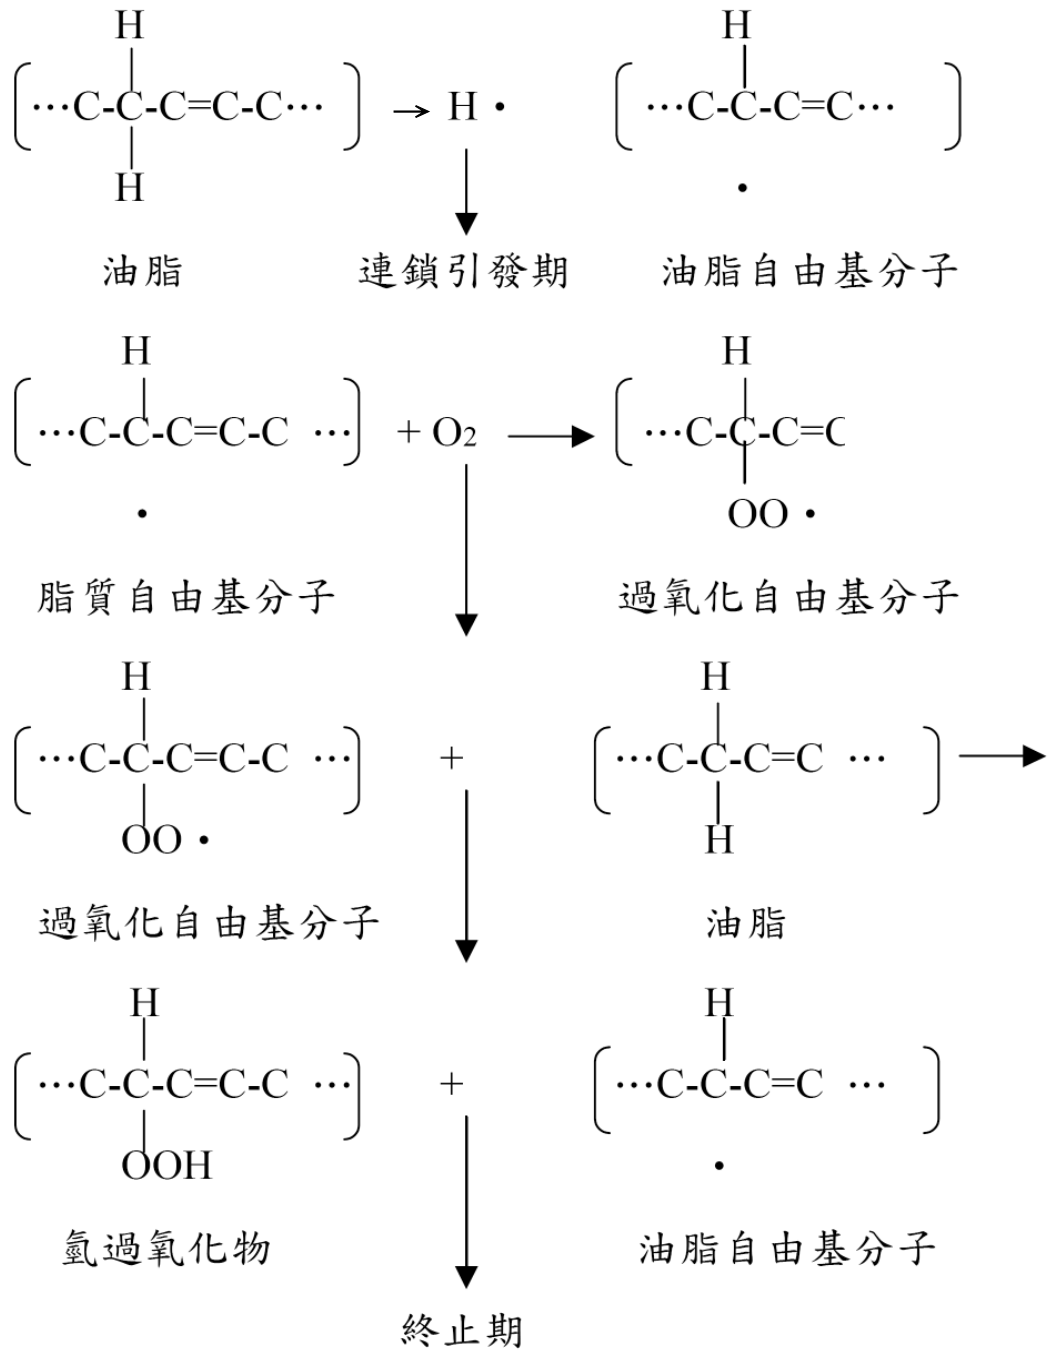 H
…C-C-C=C-C… → H • …C-C-C=C…
H •
油脂 連鎖引發期 油脂自由基分子
H H
…C-C-C=C-C … + O₂ → …C-C-C=C
• OO •
脂質自由基分子 過氧化自由基分子
H H
…C-C-C=C-C … + …C-C-C=C … →
OO • H
過氧化自由基分子 油脂
H H
…C-C-C=C-C … + …C-C-C=C …
OOH •
氫過氧化物 油脂自由基分子
終止期